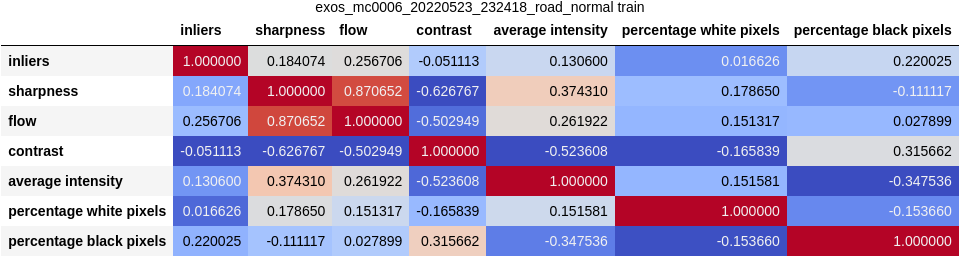 exos_mc0006_20220523_232418_road_normal train
inliers sharpness flow contrast average intensity percentage white pixels percentage black pixels
inliers 1.000000 0.184074 0.256706 -0.051113 0.130600 0.016626 0.220025
sharpness 0.184074 1.000000 0.870652 -0.626767 0.374310 0.178650 -0.111117
flow 0.256706 0.870652 1.000000 -0.502949 0.261922 0.151317 0.027899
contrast -0.051113 -0.626767 -0.502949 1.000000 -0.523608 -0.165839 0.315662
average intensity 0.130600 0.374310 0.261922 -0.523608 1.000000 0.151581 -0.347536
percentage white pixels 0.016626 0.178650 0.151317 -0.165839 0.151581 1.000000 -0.153660
percentage black pixels 0.220025 -0.111117 0.027899 0.315662 -0.347536 -0.153660 1.000000